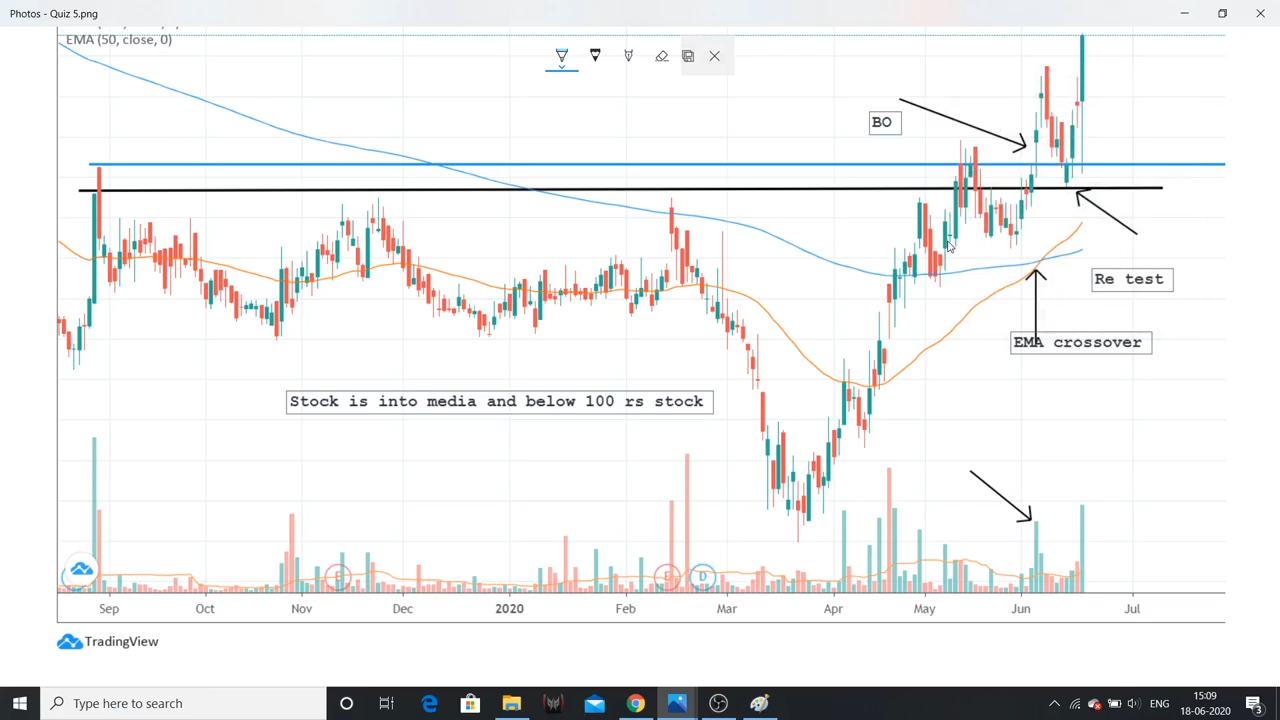 Photos - Quiz 5.png
EMA (50, close, 0)
BO
Re test
EMA crossover
Stock is into media and below 100 rs stock
E
E
D
Sep
Oct
Nov
Dec
2020
Feb
Mar
Apr
May
Jun
Jul
TradingView
Type here to search
ENG
15:09
18-06-2020
3